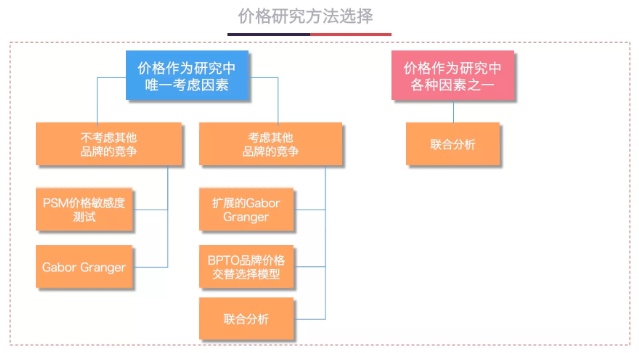 价格研究方法选择
价格作为研究中
唯一考虑因素
价格作为研究中
各种因素之一
不考虑其他
品牌的竞争
考虑其他
品牌的竞争
联合分析
PSM价格敏感度
测试
扩展的Gabor
Granger
Gabor Granger
BPTO品牌价格
交替选择模型
联合分析